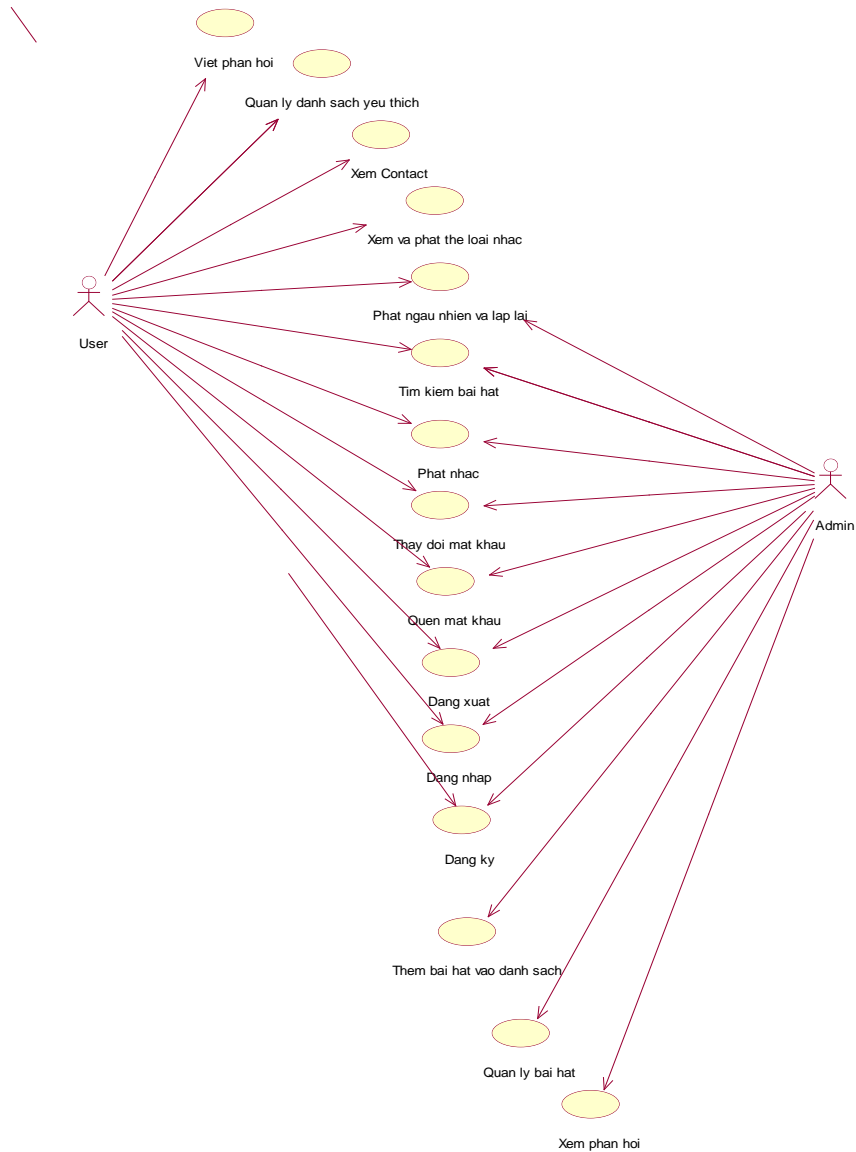 Viet phan hoi
Quan ly danh sach yeu thich
Xem Contact
Xem va phat the loai nhac
Phat ngau nhien va lap lai
User
Tim kiem bai hat
Phat nhac
Admin
Thay doi mat khau
Quen mat khau
Dang xuat
Dang nhap
Dang ky
Them bai hat vao danh sach
Quan ly bai hat
Xem phan hoi